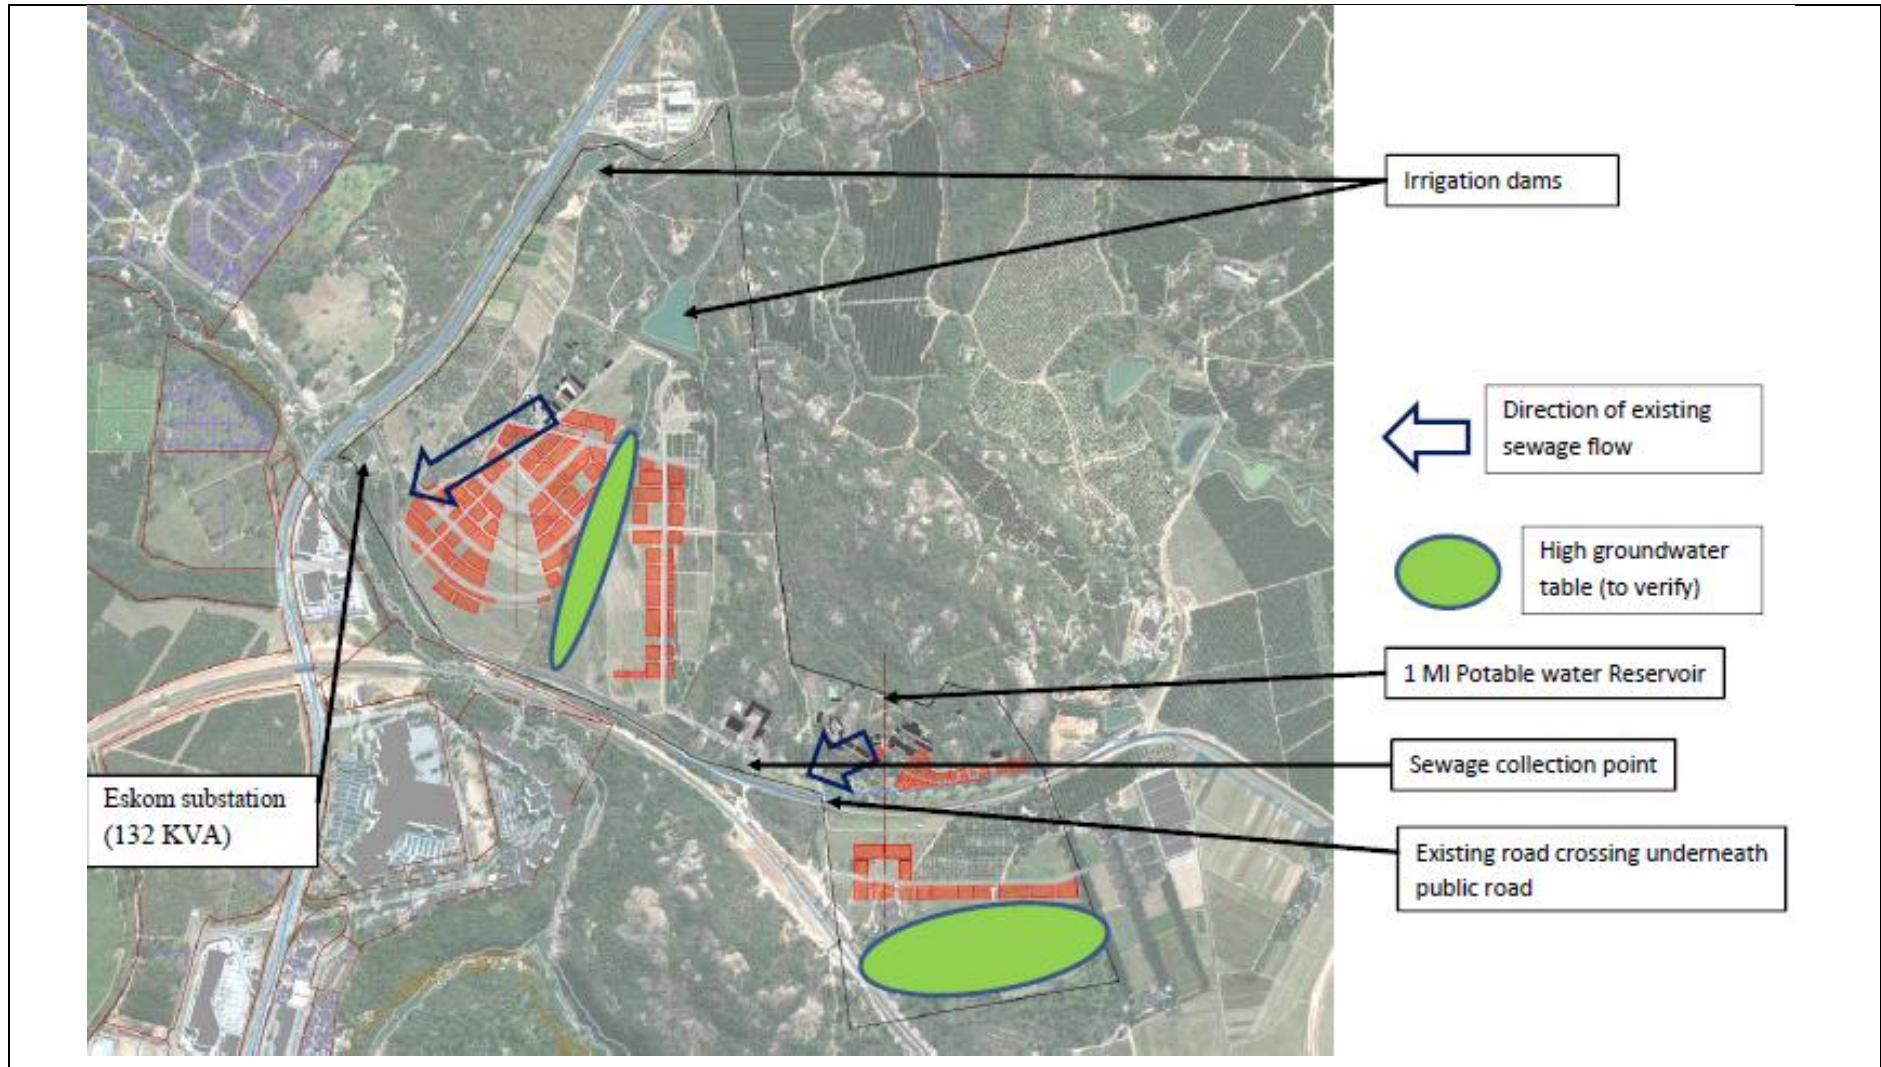 Irrigation dams
Direction of existing
sewage flow
High groundwater
table (to verify)
1 Ml Potable water Reservoir
Sewage collection point
Eskom substation
(132 KVA)
Existing road crossing underneath
public road